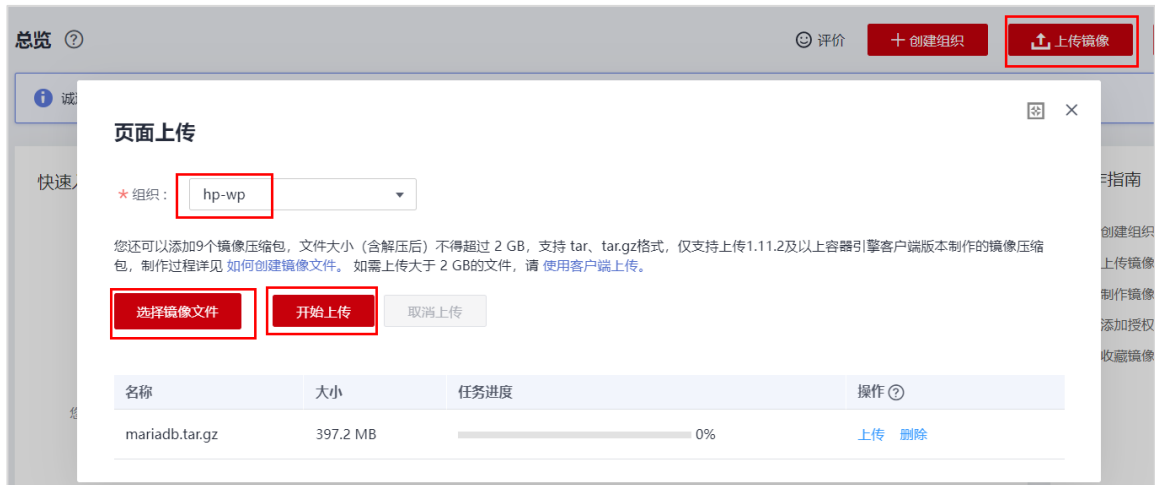 总览
评价
创建组织
上传镜像
页面上传
快速
指南
* 组织：
hp-wp
创建组织
您还可以添加9个镜像压缩包，文件大小（含解压后）不得超过 2 GB，支持 tar、tar.gz格式，仅支持上传1.11.2及以上容器引擎客户端版本制作的镜像压缩
包，制作过程详见 如何创建镜像文件。 如需上传大于 2 GB的文件，请 使用客户端上传。
上传镜像
制作镜像
选择镜像文件
开始上传
取消上传
添加授权
收藏镜像
名称
大小
任务进度
操作
mariadb.tar.gz
397.2 MB
0%
上传
删除